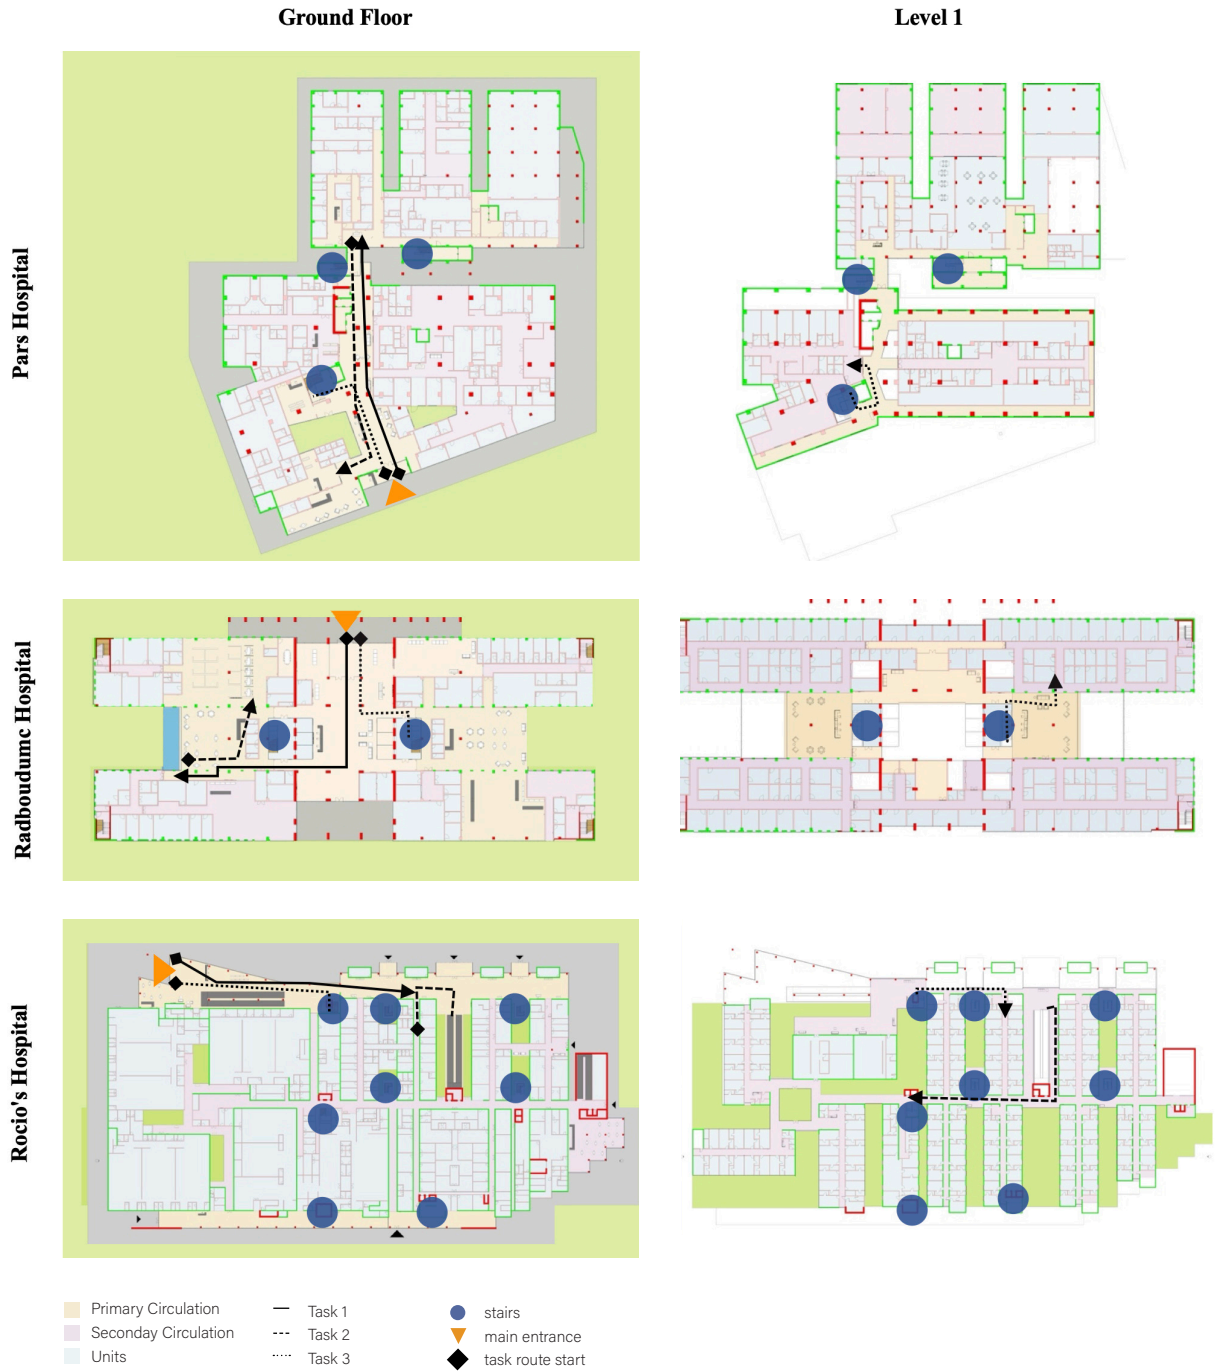 Ground Floor
Level 1
Pars Hospital
Radboudumc Hospital
Rocio's Hospital
Primary Circulation
Seconday Circulation
Units
Task 1
Task 2
Task 3
stairs
main entrance
task route start